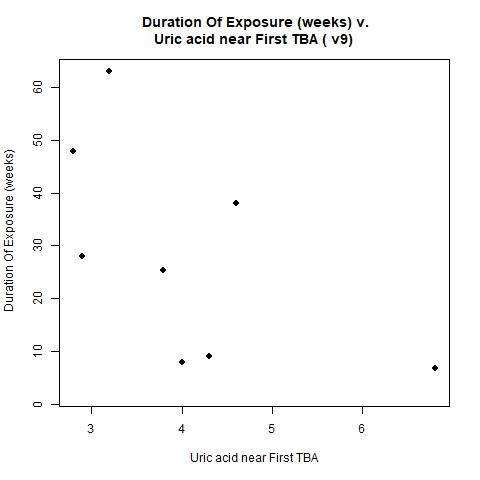 Duration Of Exposure (weeks) v.
Uric acid near First TBA ( v9)
Duration Of Exposure (weeks)
60
50
40
30
20
10
0
3 4 5 6
Uric acid near First TBA